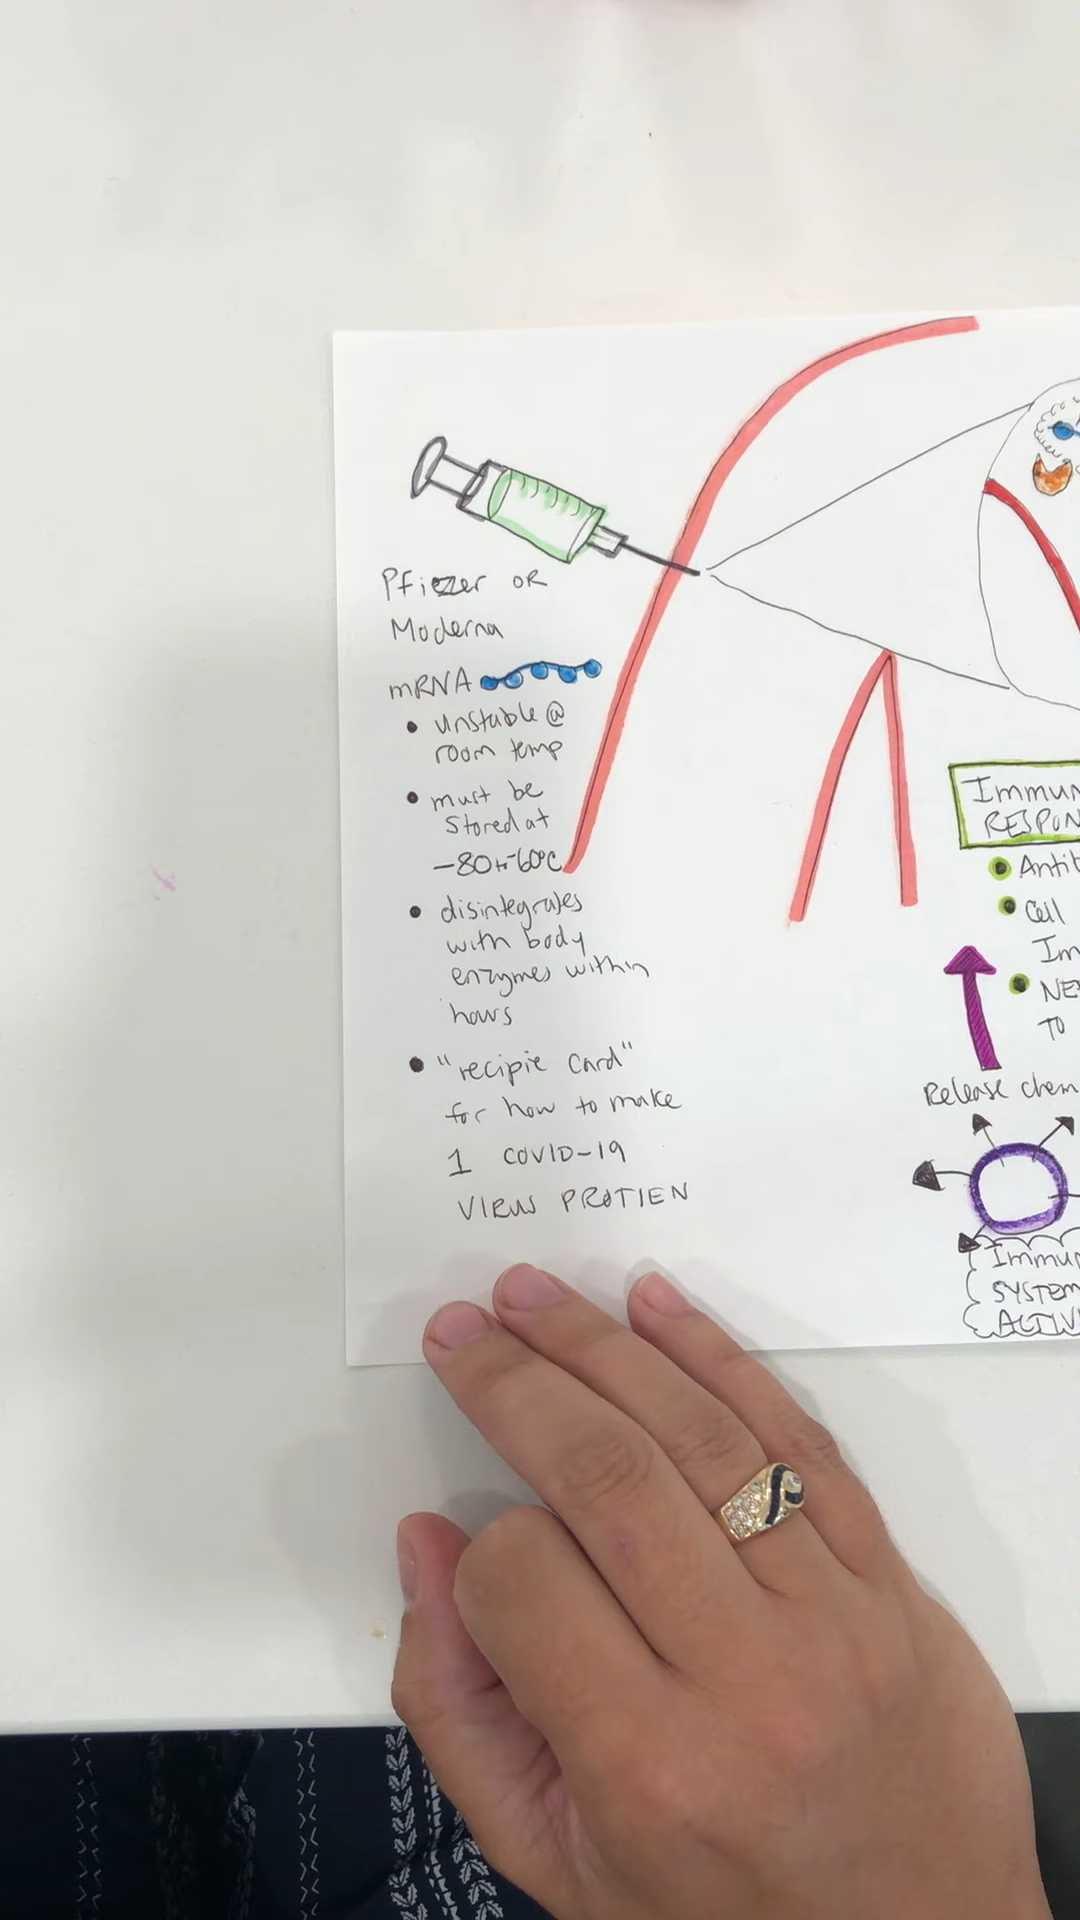 Pfiezer OR
Moderna
mRNA
• unstable @
room temp
• must be
stored at
-80 to -60°C
• disintegrates
with body
enzymes within
hours
• "recipie card"
for how to make
1 COVID-19
VIRUS PROTIEN
Immun
RESPON
Antib
Cell
Im
NE
TO
Release chem
Immu
SYSTEM
ACTIV